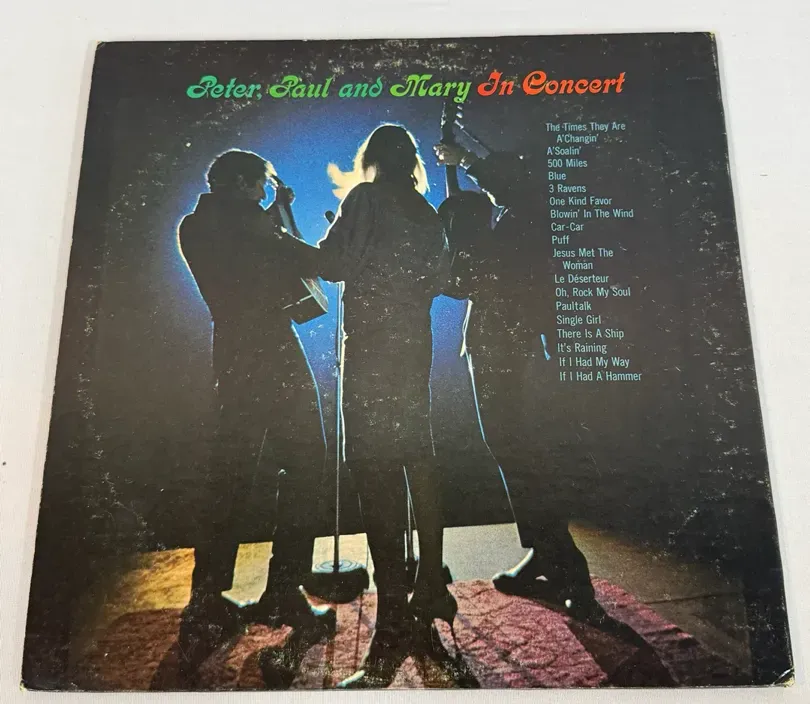 Peter, Paul and Mary In Concert
The Times They Are
A'Changin'
A'Soalin'
500 Miles
Blue
3 Ravens
One Kind Favor
Blowin' In The Wind
Car-Car
Puff
Jesus Met The
Woman
Le Déserteur
Oh, Rock My Soul
Paultalk
Single Girl
There Is A Ship
It's Raining
If I Had My Way
If I Had A Hammer